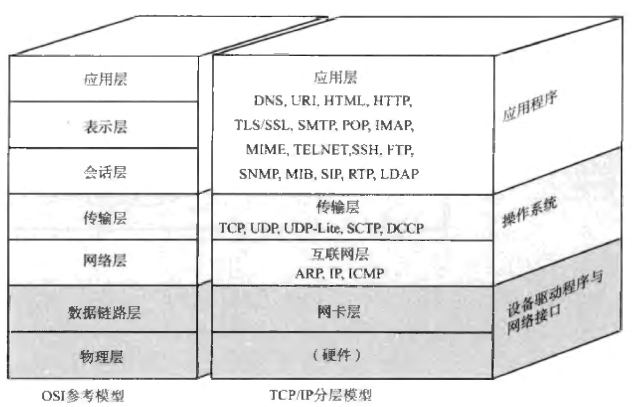 应用层
表示层
会话层
传输层
网络层
数据链路层
物理层
OSI参考模型
应用层
DNS, URI, HTML, HTTP,
TLS/SSL, SMTP, POP, IMAP,
MIME, TELNET,SSH, FTP,
SNMP, MIB, SIP, RTP, LDAP
传输层
TCP, UDP, UDP-Lite, SCTP, DCCP
互联网层
ARP, IP, ICMP
网卡层
（硬件）
TCP/IP分层模型
应用程序
操作系统
设备驱动程序与
网络接口